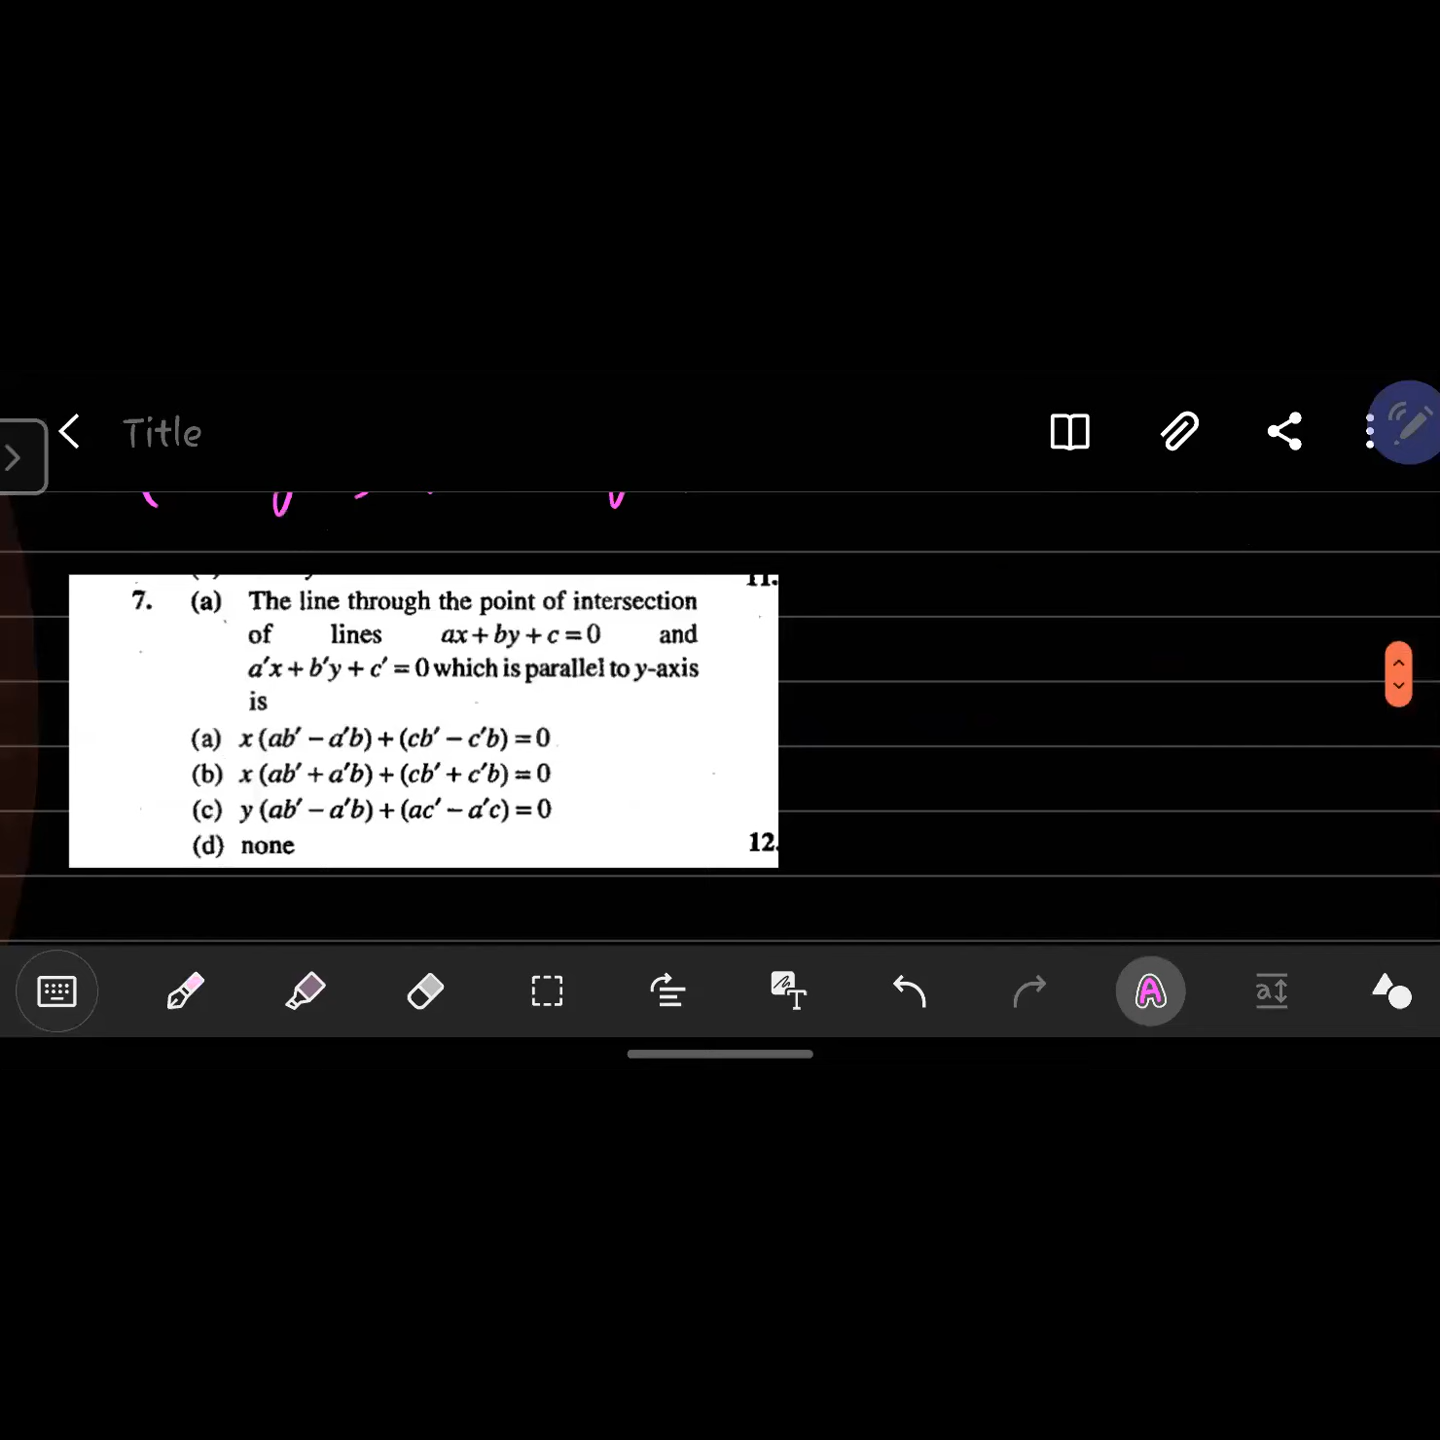 Title
11.
7. (a) The line through the point of intersection
of lines ax + by + c = 0 and
a′x + b′y + c′ = 0 which is parallel to y-axis
is
(a) x (ab′ − a′b) + (cb′ − c′b) = 0
(b) x (ab′ + a′b) + (cb′ + c′b) = 0
(c) y (ab′ − a′b) + (ac′ − a′c) = 0
(d) none
12.